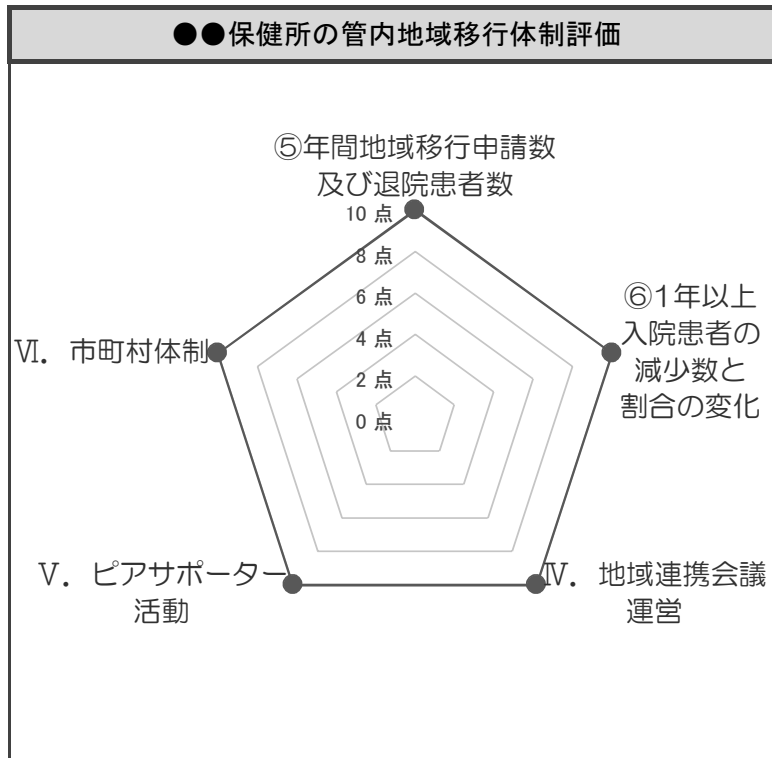 ●●保健所の管内地域移行体制評価
⑤年間地域移行申請数
及び退院患者数
10 点
8 点
6 点
4 点
2 点
0 点
⑥1年以上
入院患者の
減少数と
割合の変化
Ⅵ. 市町村体制
Ⅴ. ピアサポーター
活動
Ⅳ. 地域連携会議
運営